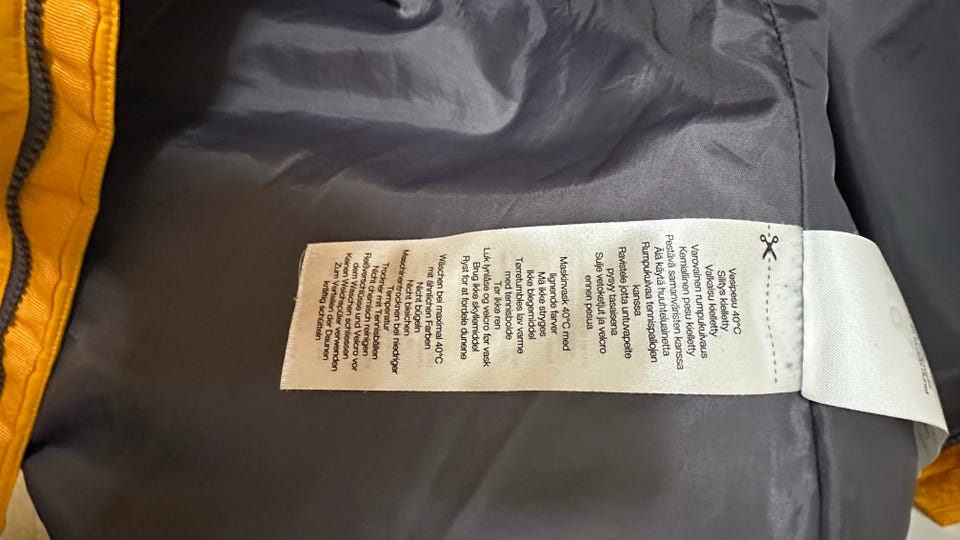 Vesipesu 40°C
Silitys kielletty
Valkaisu kielletty
Varovainen rumpukuivaus
Kemiallinen pesu kielletty
Pestävä samanväristen kanssa
Älä käytä huuhteluainetta
Rumpukuivaa tennispallojen
kanssa
Ravistele jotta untuvapeite
pysyy tasaisena
Sulje vetoketjut ja velcro
ennen pesua
Maskinvask 40°C med
lignende farver
Må ikke stryges
Ikke blegemiddel
Tørretumbles lav varme
med tennisbolde
Tør ikke ren
Luk lynlåse og velcro før vask
Brug ikke skyllemiddel
Ryst for at fordele dunene
Wäschen bei maximal 40°C
mit ähnlichen Farben
Nicht bügeln
Nicht bleichen
Maschinentrocknen bei niedriger
Temperatur
Trockner mit Tennisbällen
Nicht chemisch reinigen
Reißverschlüsse und Velcro vor
dem Waschen schliessen
Keinen Weichspüler verwenden
Zum Verteilen der Daunen
kräftig schütteln